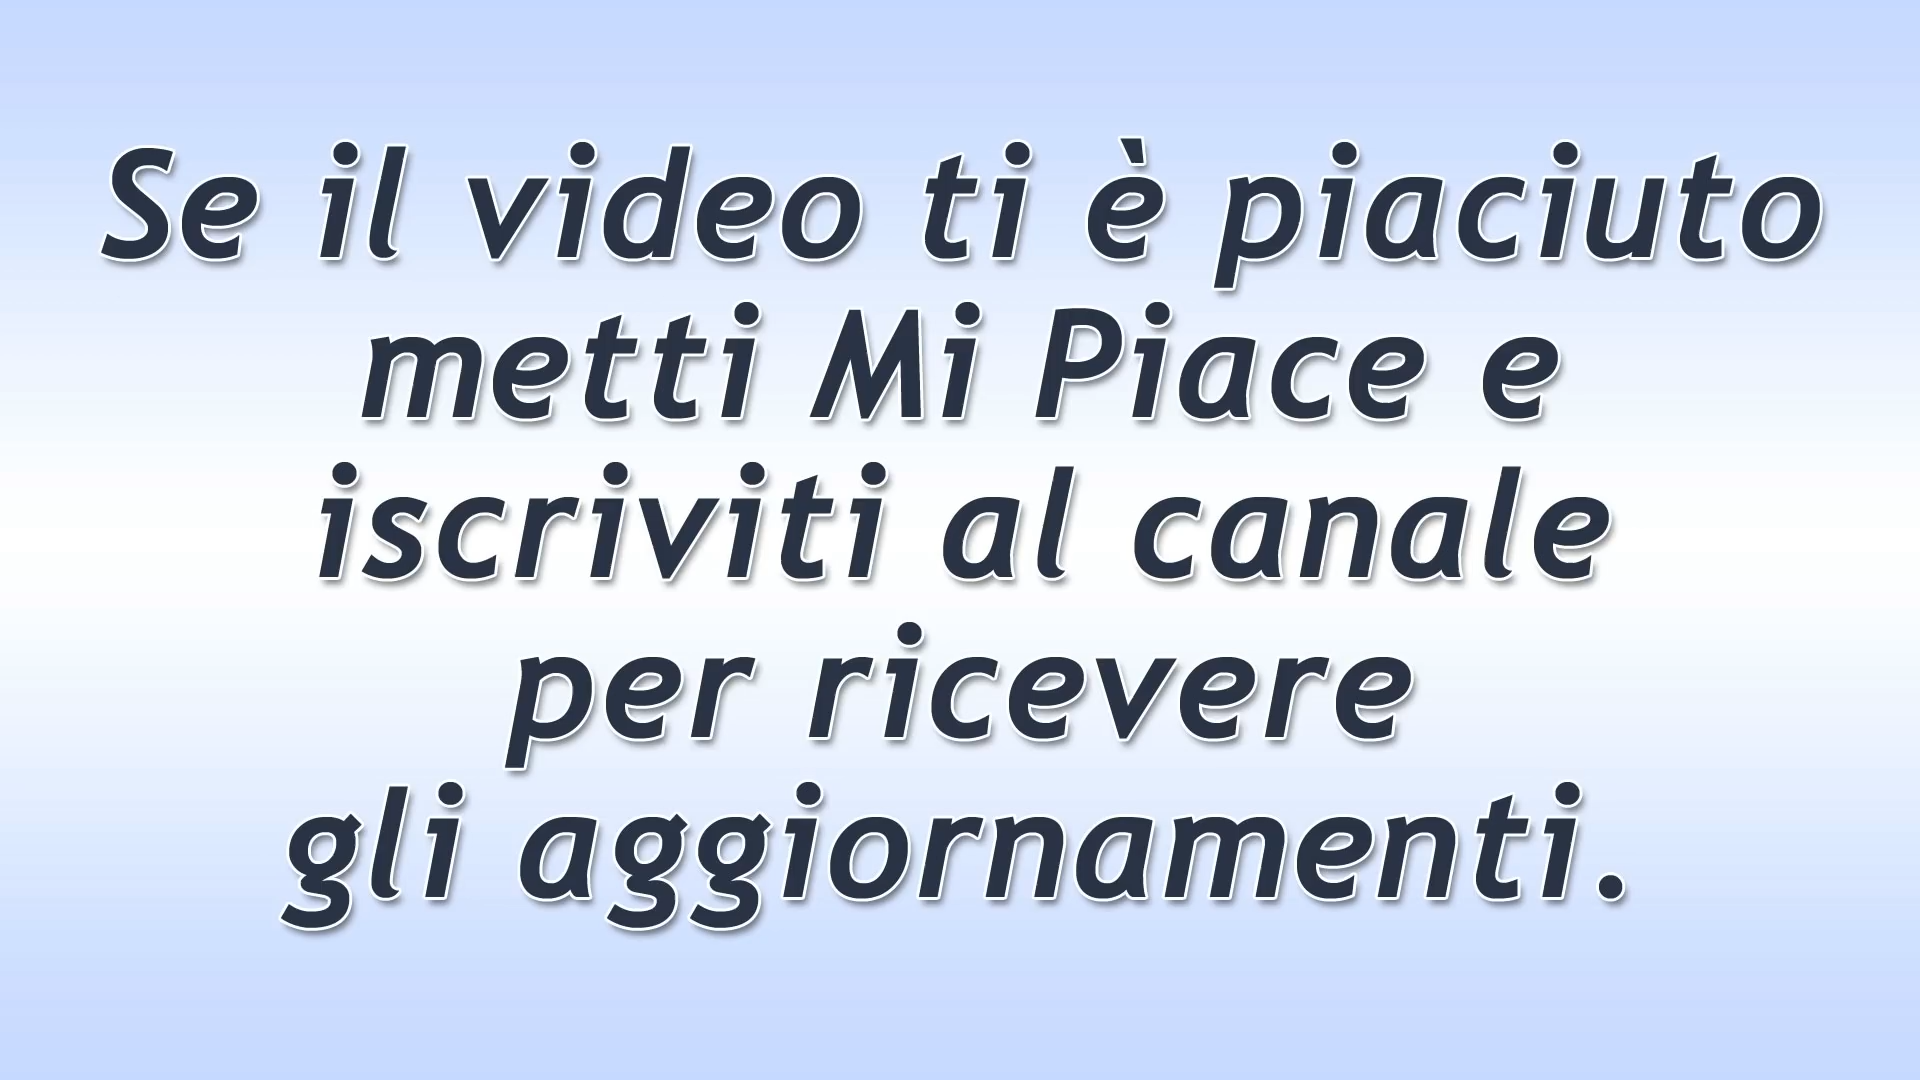 Se il video ti è piaciuto
metti Mi Piace e
iscriviti al canale
per ricevere
gli aggiornamenti.